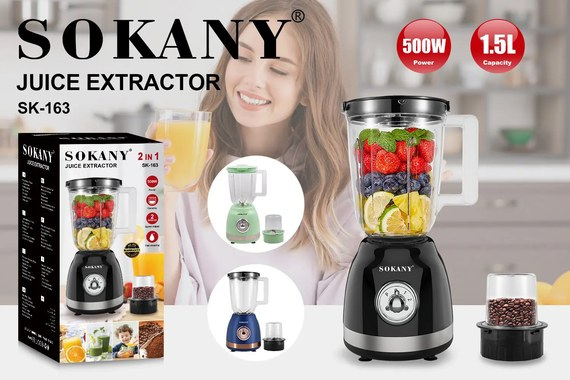 SOKANY®
JUICE EXTRACTOR
SK-163
500W
Power
1.5L
Capacity
SOKANY®
JUICE EXTRACTOR
2 IN 1
SK-163
SOKANY
SOKANY